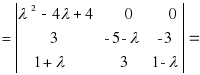 = | λ² - 4λ + 4   0   0 |
| 3   -5-λ   -3 | =
| 1+λ   3   1-λ |